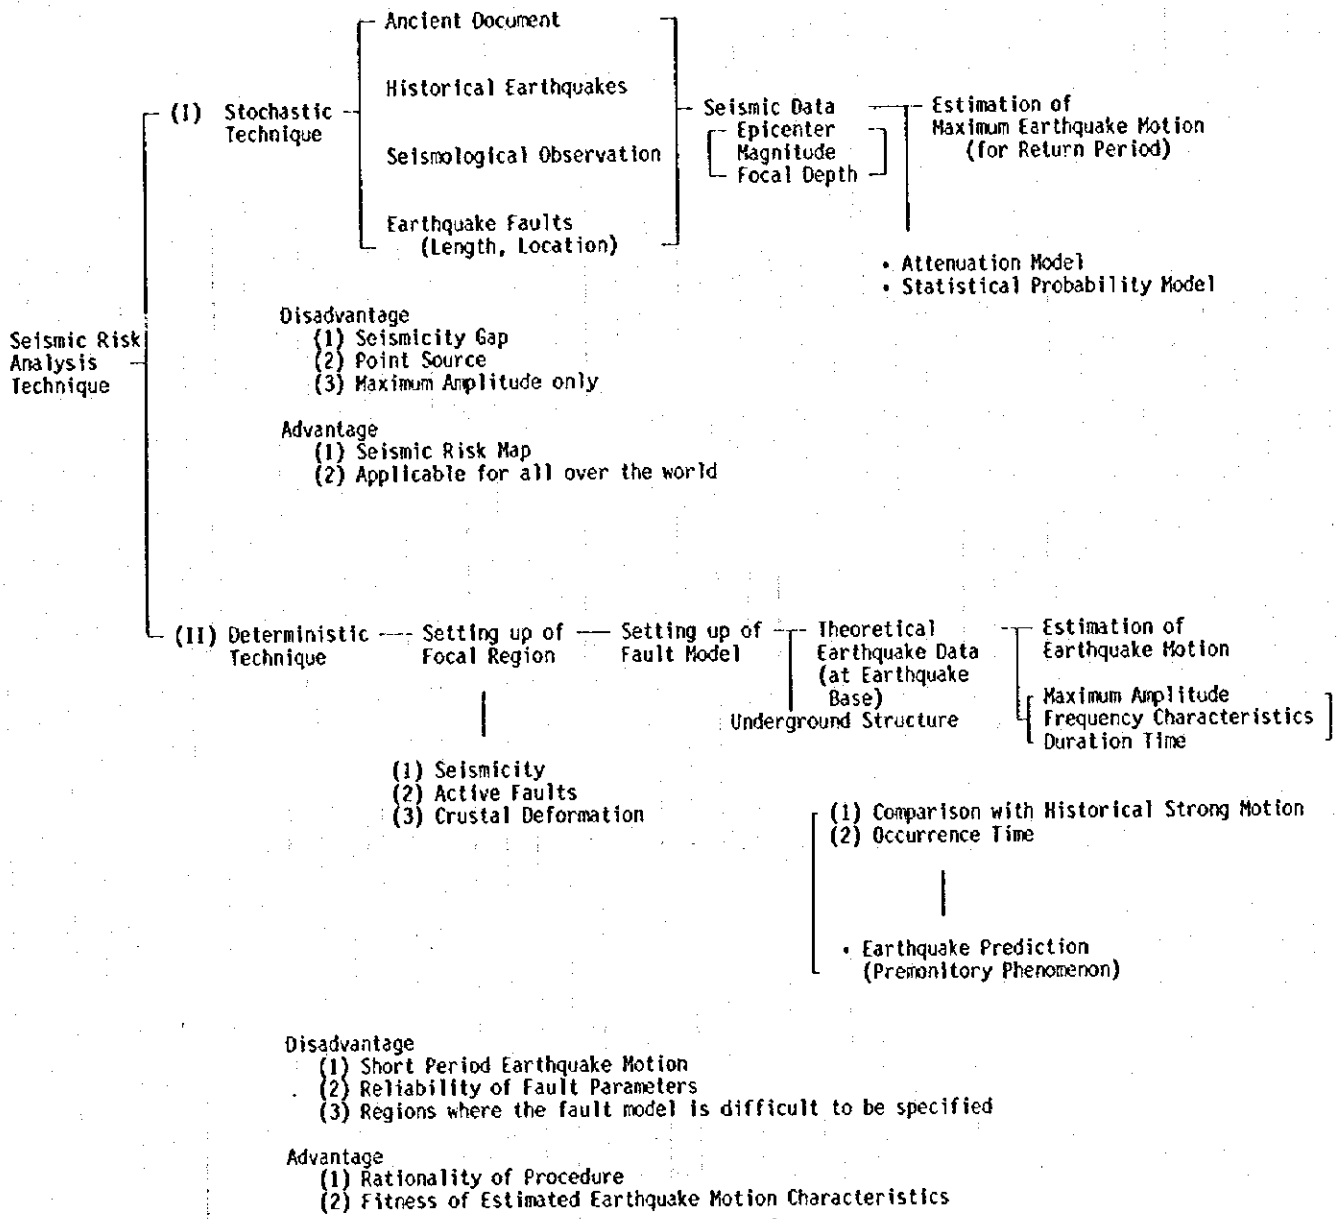 Seismic Risk
Analysis
Technique
(I) Stochastic
Technique
Ancient Document
Historical Earthquakes
Seismological Observation
Earthquake Faults
(Length, Location)
Seismic Data
Epicenter
Magnitude
Focal Depth
Estimation of
Maximum Earthquake Motion
(for Return Period)
• Attenuation Model
• Statistical Probability Model
Disadvantage
(1) Seismicity Gap
(2) Point Source
(3) Maximum Amplitude only
Advantage
(1) Seismic Risk Map
(2) Applicable for all over the world
(II) Deterministic
Technique
Setting up of
Focal Region
(1) Seismicity
(2) Active Faults
(3) Crustal Deformation
Setting up of
Fault Model
Theoretical
Earthquake Data
(at Earthquake
Base)
Underground Structure
Estimation of
Earthquake Motion
Maximum Amplitude
Frequency Characteristics
Duration Time
(1) Comparison with Historical Strong Motion
(2) Occurrence Time
• Earthquake Prediction
(Premonitory Phenomenon)
Disadvantage
(1) Short Period Earthquake Motion
(2) Reliability of Fault Parameters
(3) Regions where the fault model is difficult to be specified
Advantage
(1) Rationality of Procedure
(2) Fitness of Estimated Earthquake Motion Characteristics